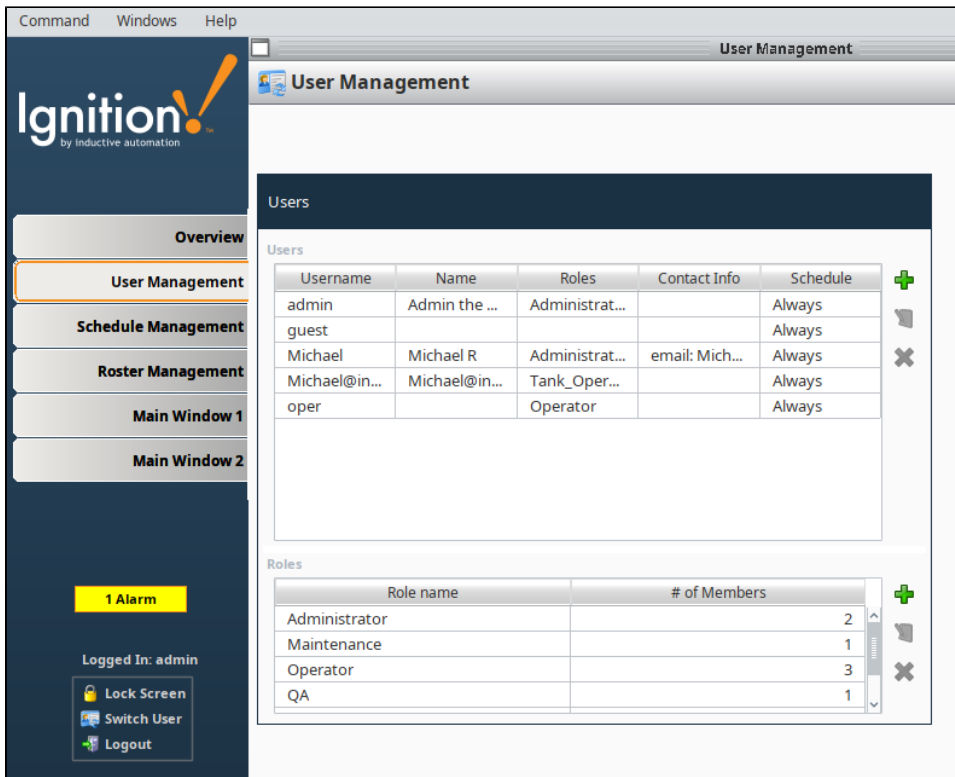 Command Windows Help
User Management
User Management
Ignition!
by inductive automation
Users
Overview
User Management
Schedule Management
Roster Management
Main Window 1
Main Window 2
Users
Username Name Roles Contact Info Schedule
admin Admin the ... Administrat... Always
guest Always
Michael Michael R Administrat... email: Mich... Always
Michael@in... Michael@in... Tank_Oper... Always
oper Operator Always
Roles
Role name # of Members
Administrator 2
Maintenance 1
Operator 3
QA 1
1 Alarm
Logged In: admin
Lock Screen
Switch User
Logout